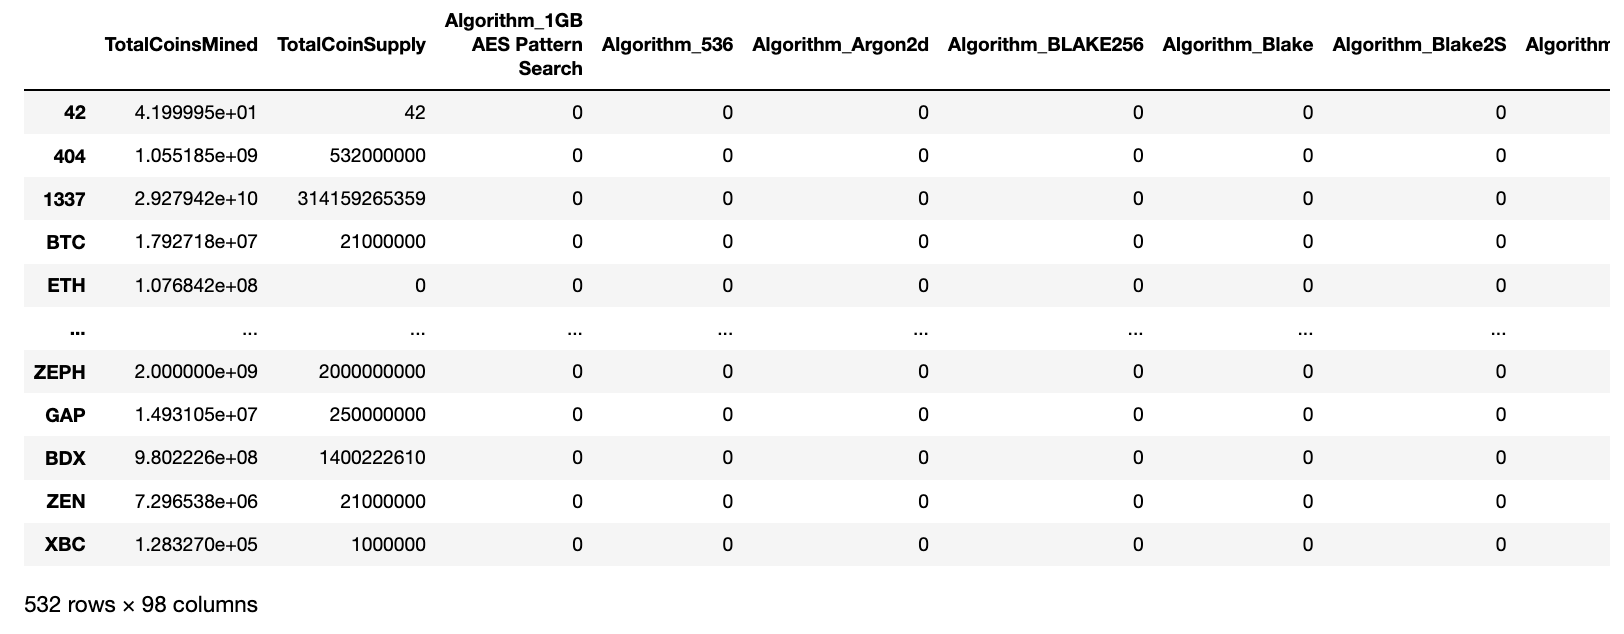 TotalCoinsMined TotalCoinSupply Algorithm_1GB AES Pattern Search Algorithm_536 Algorithm_Argon2d Algorithm_BLAKE256 Algorithm_Blake Algorithm_Blake2S Algorithm
42 4.199995e+01 42 0 0 0 0 0 0
404 1.055185e+09 532000000 0 0 0 0 0 0
1337 2.927942e+10 314159265359 0 0 0 0 0 0
BTC 1.792718e+07 21000000 0 0 0 0 0 0
ETH 1.076842e+08 0 0 0 0 0 0 0
... ... ... ... ... ... ... ... ...
ZEPH 2.000000e+09 2000000000 0 0 0 0 0 0
GAP 1.493105e+07 250000000 0 0 0 0 0 0
BDX 9.802226e+08 1400222610 0 0 0 0 0 0
ZEN 7.296538e+06 21000000 0 0 0 0 0 0
XBC 1.283270e+05 1000000 0 0 0 0 0 0
532 rows × 98 columns